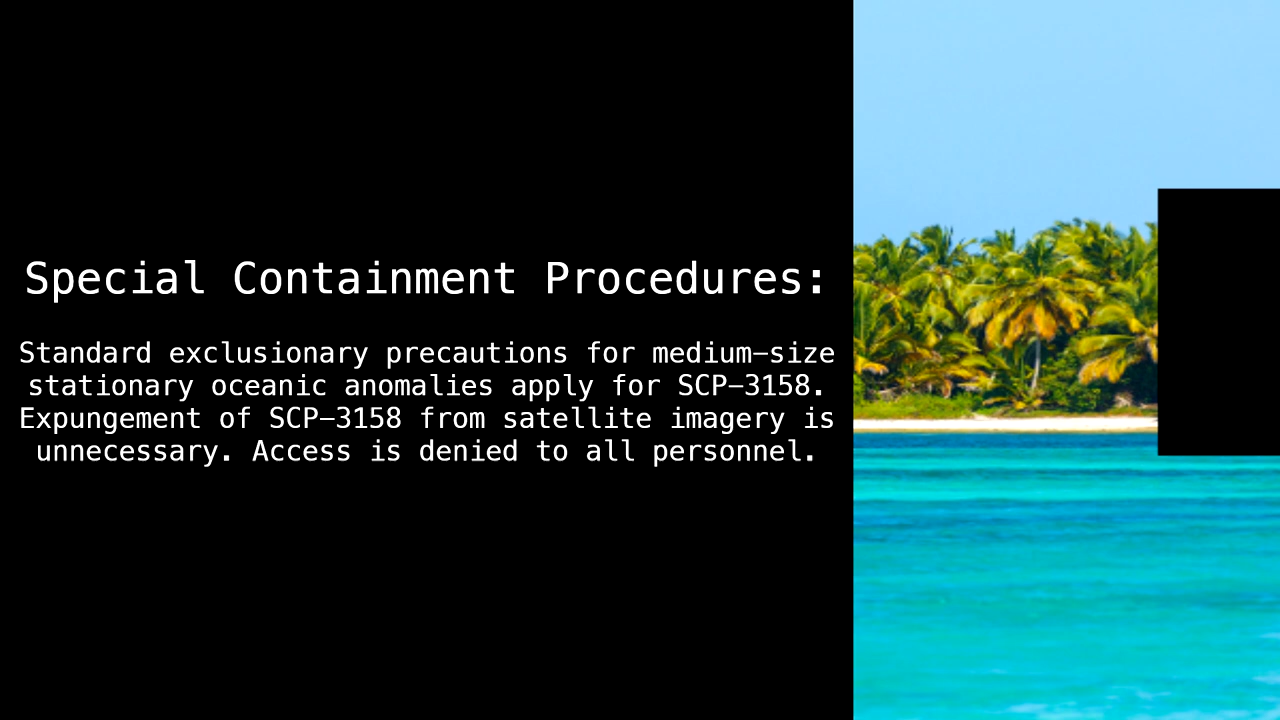 Special Containment Procedures:
Standard exclusionary precautions for medium-size
stationary oceanic anomalies apply for SCP-3158.
Expungement of SCP-3158 from satellite imagery is
unnecessary. Access is denied to all personnel.